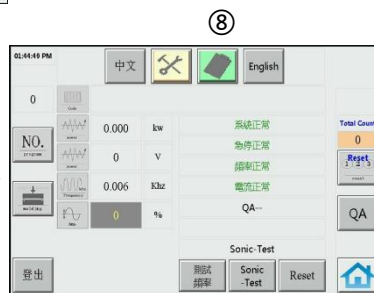 ⑧
01:44:49 PM
中文
English
0
Total Count
0
0.000
kw
系統正常
NO.
急停正常
Reset
0
V
頻率正常
0.006
Khz
電流正常
QA--
QA
0
%
Sonic-Test
登出
測試
頻率
Sonic
-Test
Reset